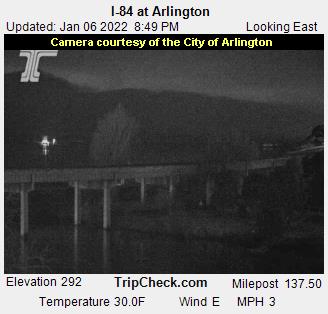 I-84 at Arlington
Updated: Jan 06 2022 8:49 PM Looking East
Camera courtesy of the City of Arlington
Elevation 292 TripCheck.com Milepost 137.50
Temperature 30.0F Wind E MPH 3